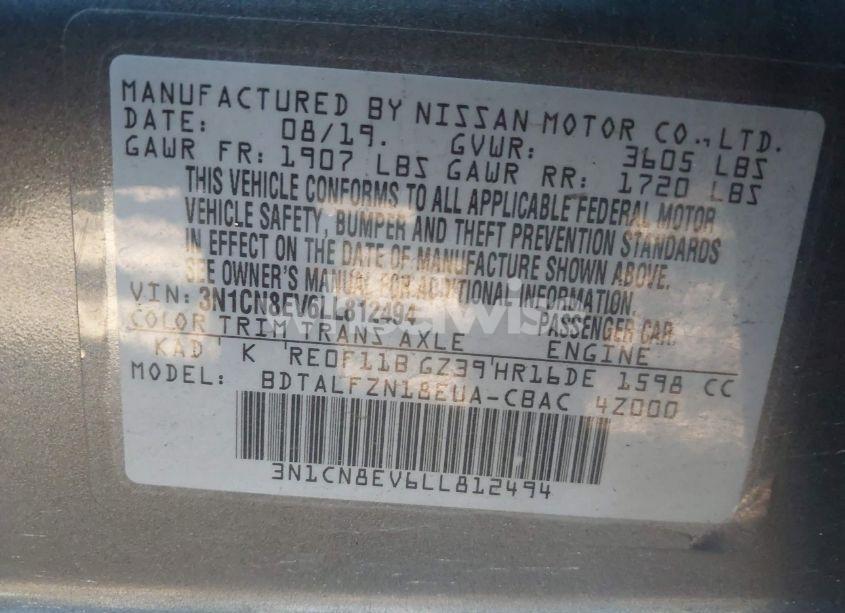 MANUFACTURED BY NISSAN MOTOR CO., LTD.
DATE: 08/19. GVWR: 3605 LBS
GAWR FR: 1907 LBS GAWR RR: 1720 LBS
THIS VEHICLE CONFORMS TO ALL APPLICABLE FEDERAL MOTOR
VEHICLE SAFETY, BUMPER AND THEFT PREVENTION STANDARDS
IN EFFECT ON THE DATE OF MANUFACTURE SHOWN ABOVE.
SEE OWNER'S MANUAL FOR ADDITIONAL INFORMATION.
VIN: 3N1CN8EV6LL812494 PASSENGER CAR
COLOR TRIM TRANS AXLE ENGINE
KAD K RE0F11B GZ39 HR16DE 1598 CC
MODEL: BDTALFZN18EUA-CBAC 4Z000
3N1CN8EV6LL812494